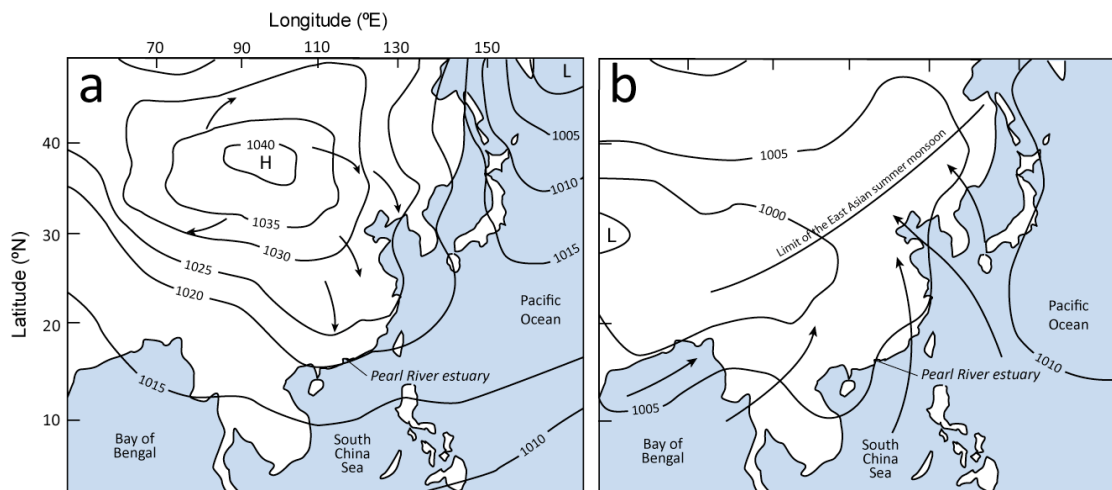 Longitude (ºE)
70
90
110
130
150
Latitude (ºN)
40
30
20
10
a
L
1005
1010
1015
1040
H
1035
1030
1025
1020
1015
1010
Pacific
Ocean
Pearl River estuary
Bay of
Bengal
South
China
Sea
b
1005
1000
L
Limit of the East Asian summer monsoon
Pacific
Ocean
1010
Pearl River estuary
1005
Bay of
Bengal
South
China
Sea